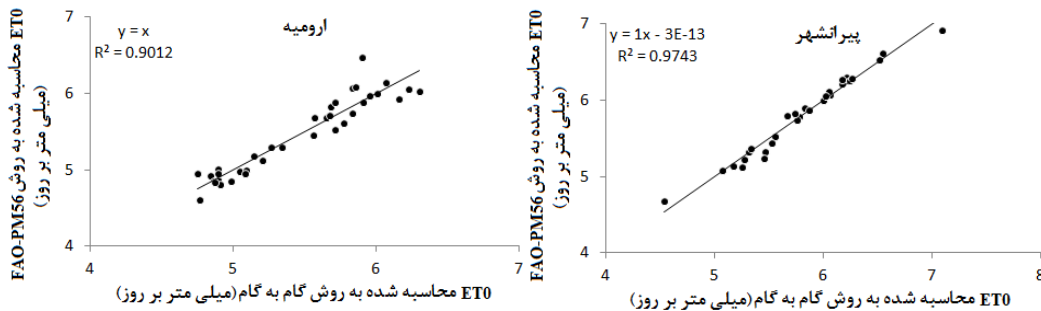 ارومیه
y = x
R² = 0.9012
7
6
5
4
4
5
6
7
ET0 محاسبه شده به روش FAO-PM56
(میلی متر بر روز)
ET0 محاسبه شده به روش گام به گام(میلی متر بر روز)
پیرانشهر
y = 1x - 3E-13
R² = 0.9743
7
6
5
4
4
5
6
7
8
ET0 محاسبه شده به روش FAO-PM56
(میلی متر بر روز)
ET0 محاسبه شده به روش گام به گام(میلی متر بر روز)